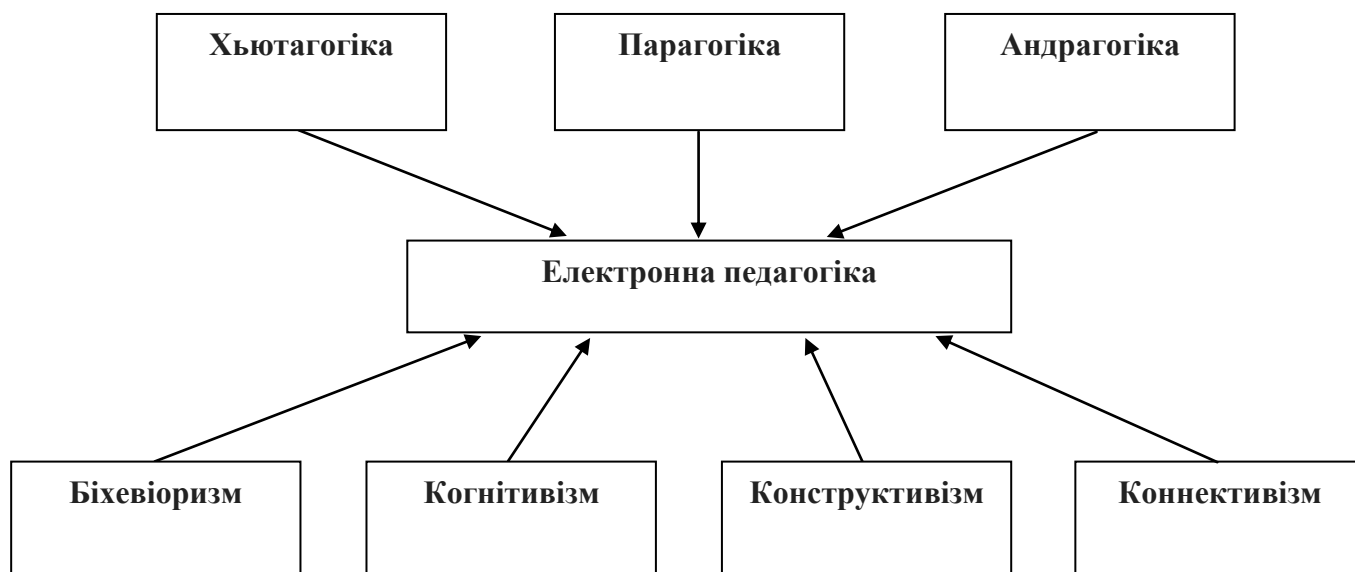 Хьютагогіка
Парагогіка
Андрагогіка
Електронна педагогіка
Біхевіоризм
Когнітивізм
Конструктивізм
Коннективізм